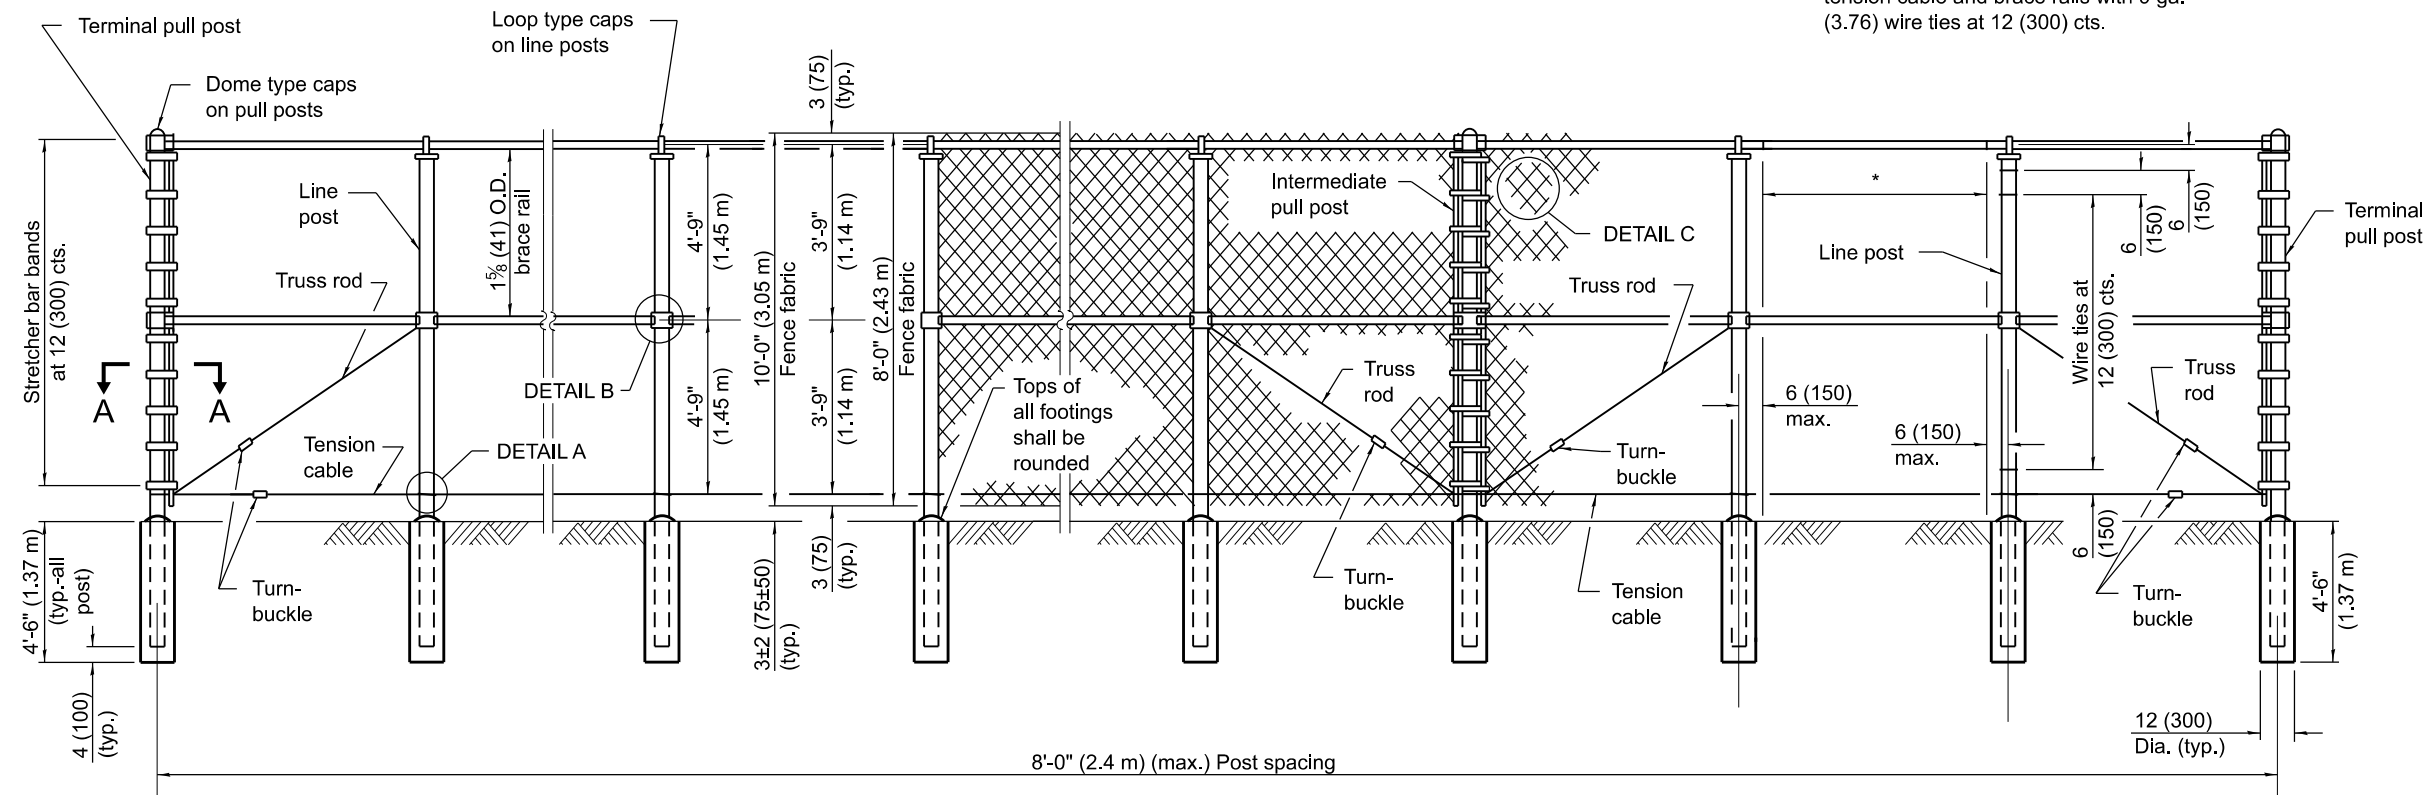 Terminal pull post
Dome type caps
on pull posts
Loop type caps
on line posts
3 (75)
(typ.)
(3.76) wire ties at 12 (300) cts.
Stretcher bar bands
at 12 (300) cts.
Line
post
1⅝ (41) O.D.
brace rail
4'-9"
(1.45 m)
10'-0" (3.05 m)
Fence fabric
3'-9"
(1.14 m)
8'-0" (2.43 m)
Fence fabric
Intermediate
pull post
DETAIL C
*
6
(150)
6
(150)
Terminal
pull post
Line post
Truss rod
Truss rod
Wire ties at
12 (300) cts.
A
A
DETAIL B
4'-9"
(1.45 m)
3'-9"
(1.14 m)
Tops of
all footings
shall be
rounded
Truss
rod
6 (150)
max.
Truss
rod
6 (150)
max.
Tension
cable
DETAIL A
Turn-
buckle
4'-6" (1.37 m)
(typ.-all
post)
Turn-
buckle
3±2 (75±50)
(typ.)
3 (75)
(typ.)
Turn-
buckle
Tension
cable
6
(150)
Turn-
buckle
4'-6"
(1.37 m)
4 (100)
(typ.)
12 (300)
Dia. (typ.)
8'-0" (2.4 m) (max.) Post spacing